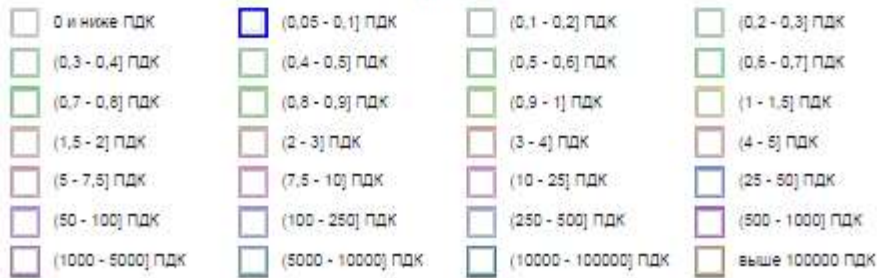 0 и ниже ПДК (0,05 - 0,1] ПДК (0,1 - 0,2] ПДК (0,2 - 0,3] ПДК
(0,3 - 0,4] ПДК (0,4 - 0,5] ПДК (0,5 - 0,6] ПДК (0,6 - 0,7] ПДК
(0,7 - 0,8] ПДК (0,8 - 0,9] ПДК (0,9 - 1] ПДК (1 - 1,5] ПДК
(1,5 - 2] ПДК (2 - 3] ПДК (3 - 4] ПДК (4 - 5] ПДК
(5 - 7,5] ПДК (7,5 - 10] ПДК (10 - 25] ПДК (25 - 50] ПДК
(50 - 100] ПДК (100 - 250] ПДК (250 - 500] ПДК (500 - 1000] ПДК
(1000 - 5000] ПДК (5000 - 10000] ПДК (10000 - 100000] ПДК выше 100000 ПДК